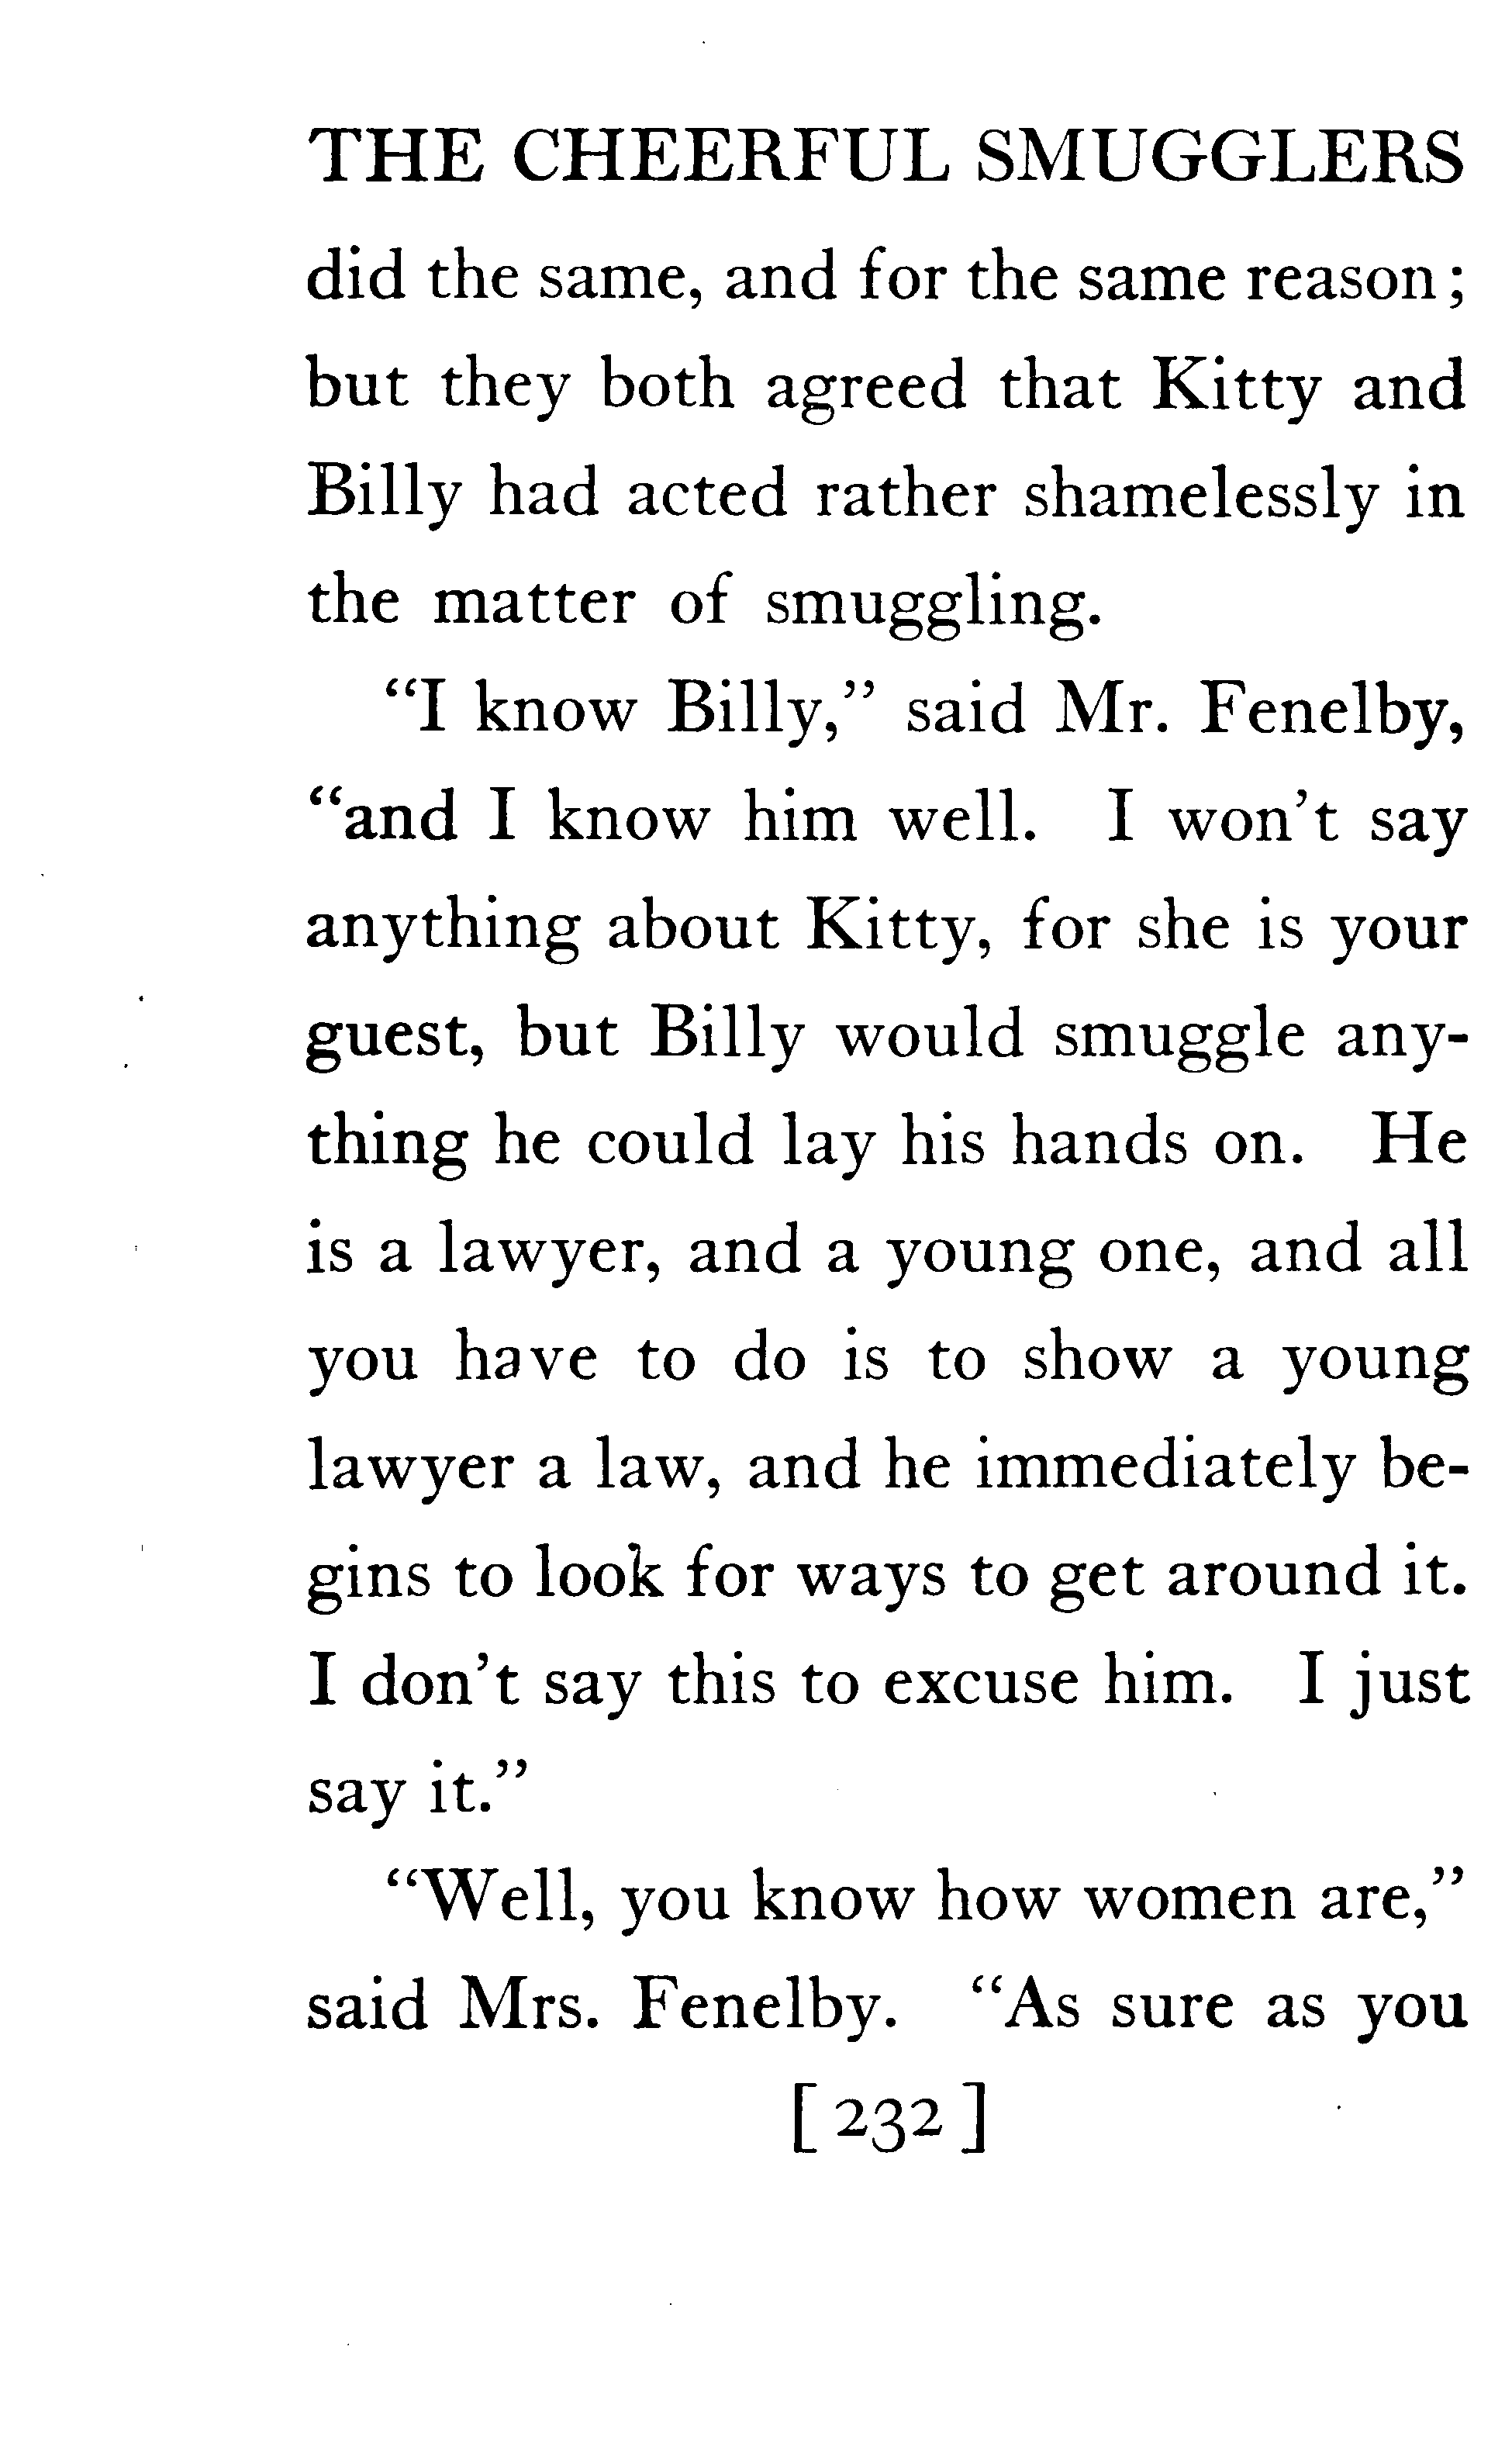 THE CHEERFUL SMUGGLERS
did the same, and for the same reason;
but they both agreed that Kitty and
Billy had acted rather shamelessly in
the matter of smuggling.
“I know Billy,” said Mr. Fenelby,
“and I know him well. I won’t say
anything about Kitty, for she is your
guest, but Billy would smuggle any-
thing he could lay his hands on. He
is a lawyer, and a young one, and all
you have to do is to show a young
lawyer a law, and he immediately be-
gins to look for ways to get around it.
I don’t say this to excuse him. I just
say it.”
“Well, you know how women are,”
said Mrs. Fenelby. “As sure as you
[232]